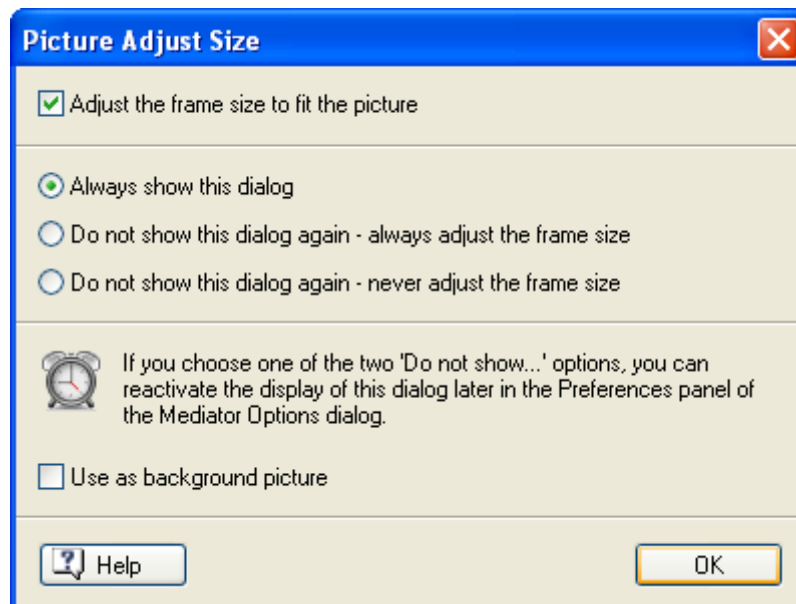 Picture Adjust Size
Adjust the frame size to fit the picture
Always show this dialog
Do not show this dialog again - always adjust the frame size
Do not show this dialog again - never adjust the frame size
If you choose one of the two 'Do not show...' options, you can
reactivate the display of this dialog later in the Preferences panel of
the Mediator Options dialog.
Use as background picture
Help
OK